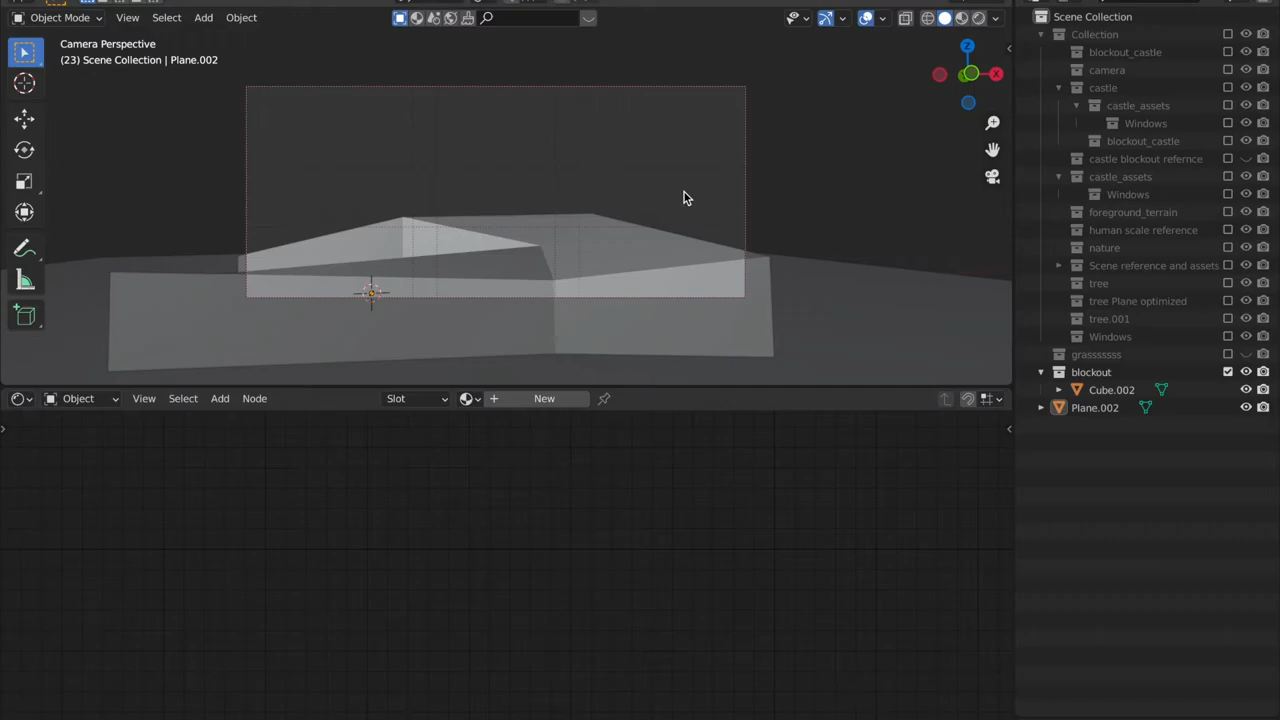 Object Mode View Select Add Object
Scene Collection
Camera Perspective
(23) Scene Collection | Plane.002
Collection
blockout_castle
camera
castle
castle_assets
Windows
blockout_castle
castle blockout refernce
castle_assets
Windows
foreground_terrain
human scale reference
nature
Scene reference and assets
tree
tree Plane optimized
tree.001
Windows
grasssssss
blockout
Cube.002
Plane.002
Z
X
Object View Select Add Node Slot New